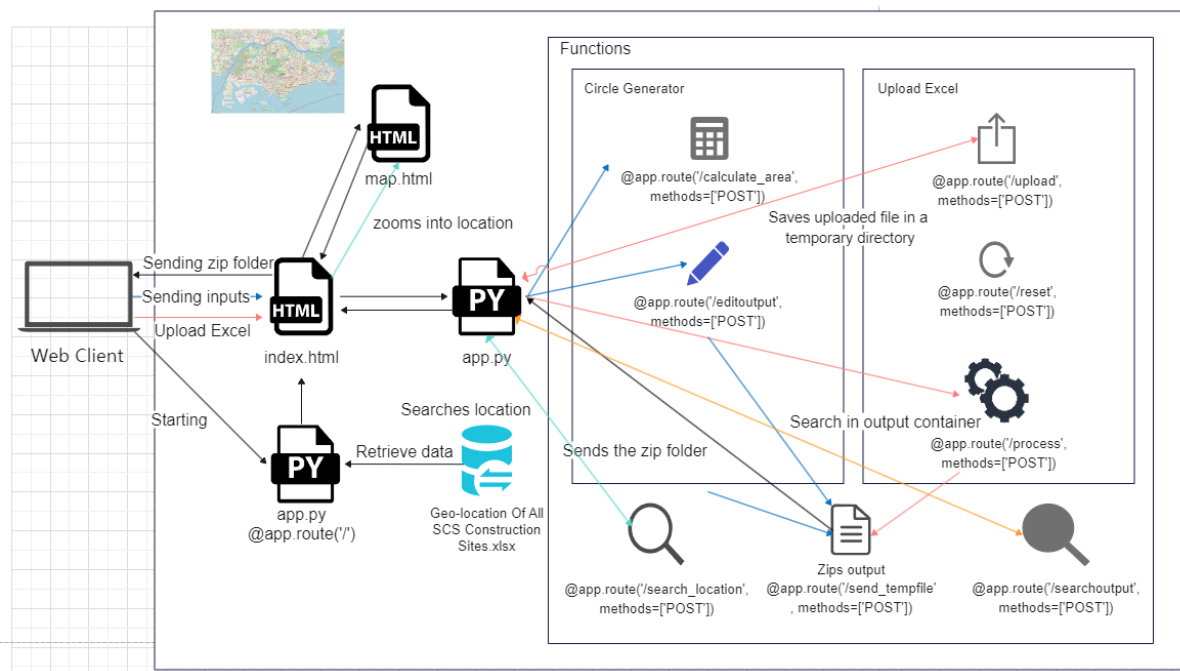 Functions
Circle Generator
Upload Excel
HTML
map.html
@app.route('/calculate_area',
methods=['POST'])
@app.route('/upload',
methods=['POST'])
zooms into location
Saves uploaded file in a
temporary directory
Sending zip folder
Sending inputs
Upload Excel
Web Client
HTML
index.html
PY
app.py
@app.route('/editoutput',
methods=['POST'])
@app.route('/reset',
methods=['POST'])
Starting
Searches location
Retrieve data
PY
app.py
@app.route('/')
Geo-location Of All
SCS Construction
Sites.xlsx
Sends the zip folder
Search in output container
@app.route('/process',
methods=['POST'])
@app.route('/search_location',
methods=['POST'])
Zips output
@app.route('/send_tempfile'
, methods=['POST'])
@app.route('/searchoutput',
methods=['POST'])